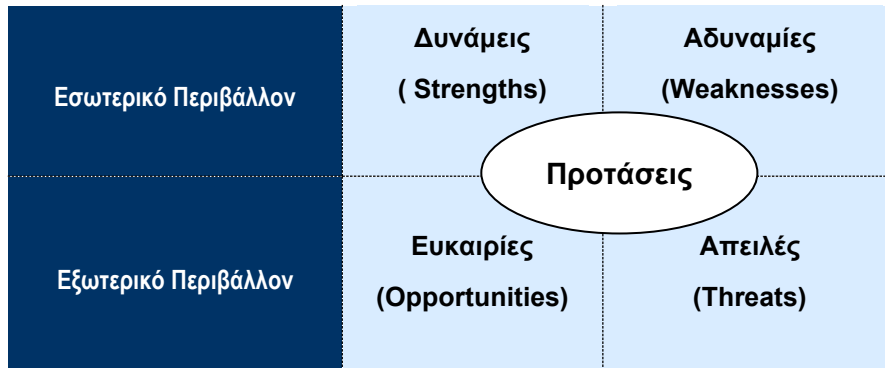 Εσωτερικό Περιβάλλον
Δυνάμεις
( Strengths)
Αδυναμίες
(Weaknesses)
Προτάσεις
Εξωτερικό Περιβάλλον
Ευκαιρίες
(Opportunities)
Απειλές
(Threats)